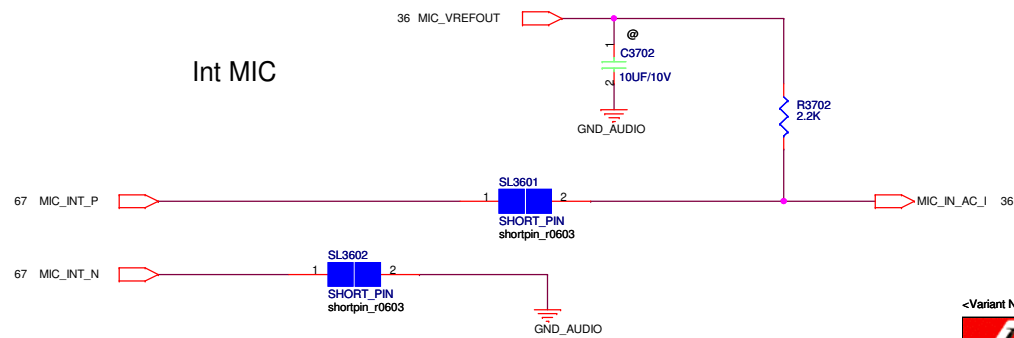 36 MIC_VREFOUT
@
1
C3702
10UF/10V
2
GND_AUDIO
Int MIC
R3702
2.2K
67 MIC_INT_P
SL3601
1 2
SHORT_PIN
shortpin_r0603
MIC_IN_AC_I 36
67 MIC_INT_N
SL3602
1 2
SHORT_PIN
shortpin_r0603
GND_AUDIO
<Variant N